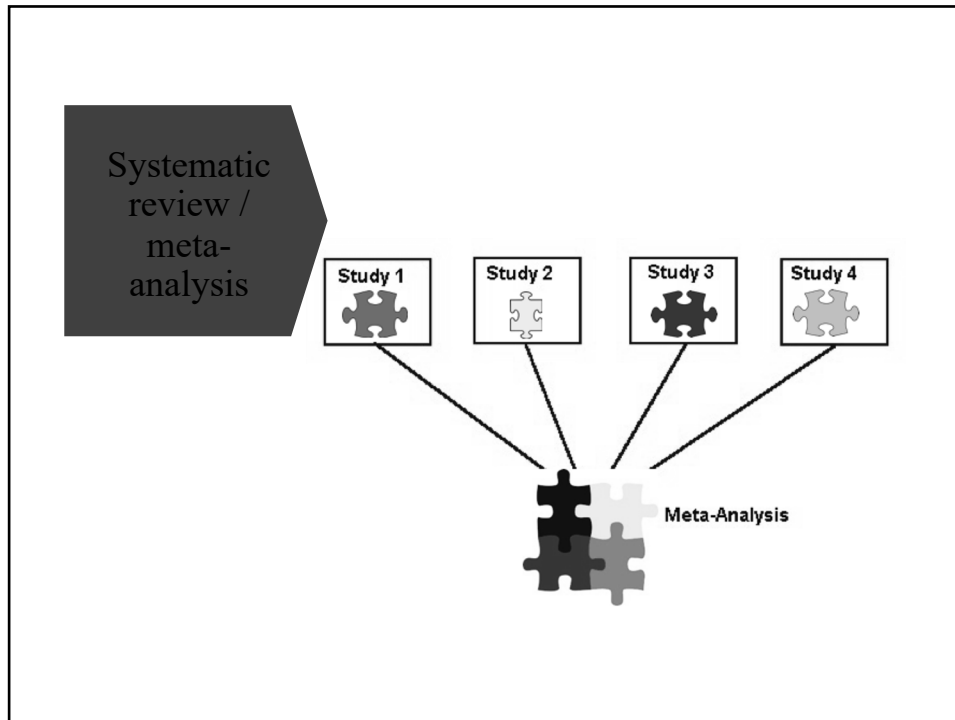 Systematic
review /
meta-
analysis
Study 1
Study 2
Study 3
Study 4
Meta-Analysis